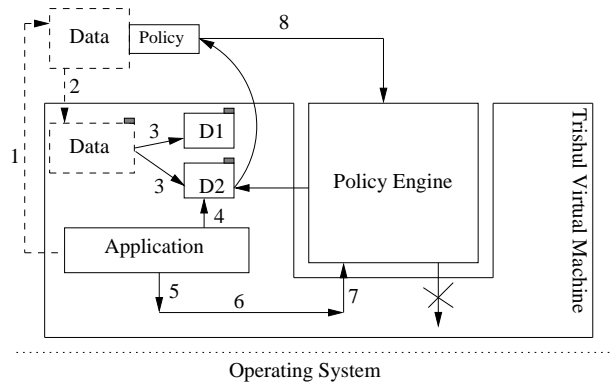 Data
Policy
8
2
1
Data
3
D1
3
D2
4
Policy Engine
Application
5
6
7
Trishul Virtual Machine
Operating System